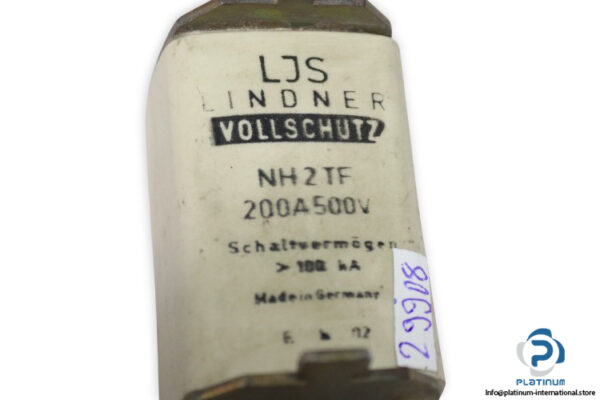 LJS
LINDNER
VOLLSCHUTZ
NH2TF
200A500V
Schaltvermögen
> 100 kA
Made in Germany
29908
PLATINUM
Info@platinum-international.store